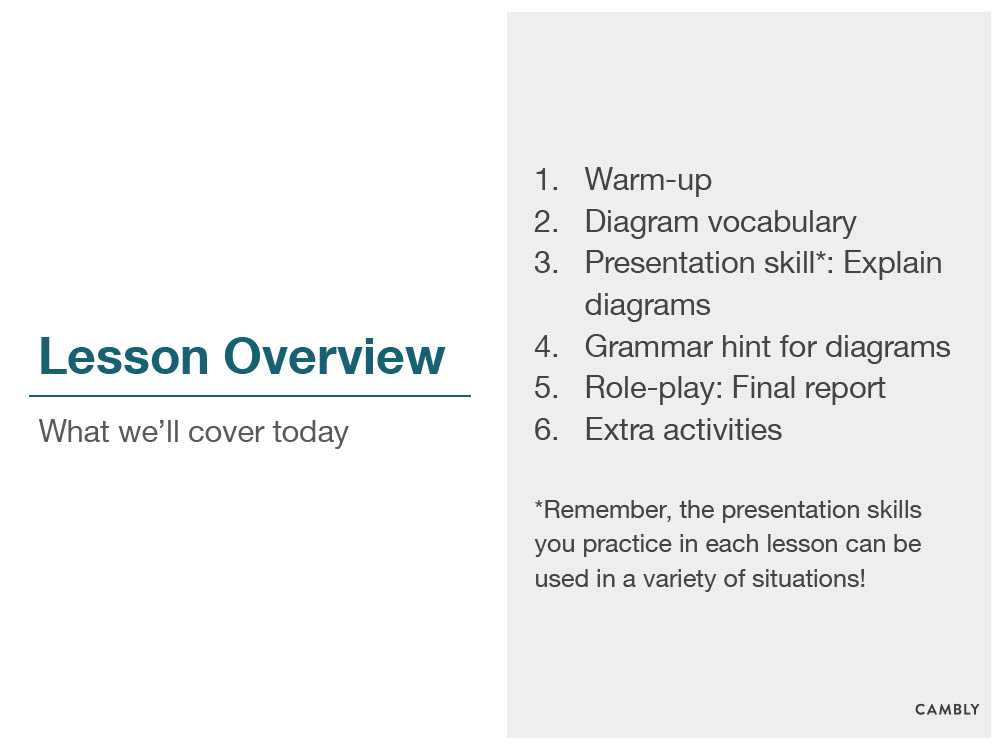 Lesson Overview
What we’ll cover today
1. Warm-up
2. Diagram vocabulary
3. Presentation skill*: Explain
diagrams
4. Grammar hint for diagrams
5. Role-play: Final report
6. Extra activities
*Remember, the presentation skills
you practice in each lesson can be
used in a variety of situations!
CAMBLY